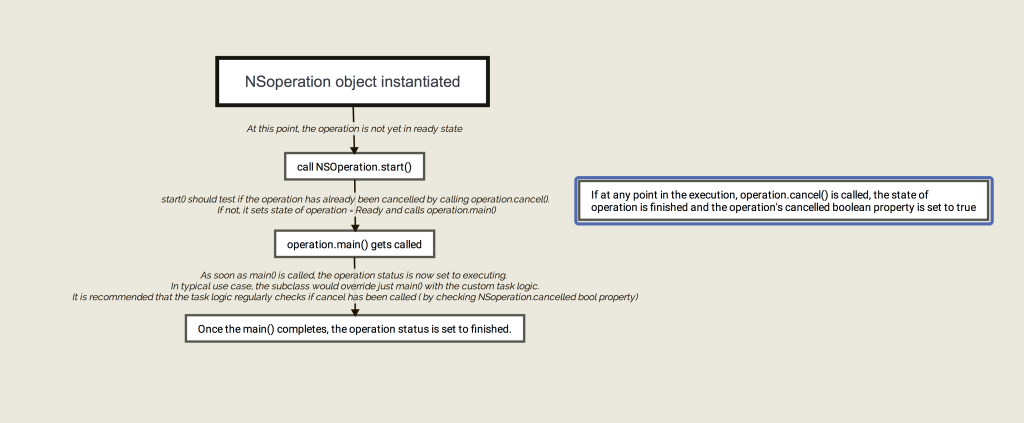 NSoperation object instantiated
At this point, the operation is not yet in ready state
call NSOperation.start()
start() should test if the operation has already been cancelled by calling operation.cancel().
If not, it sets state of operation = Ready and calls operation.main()
operation.main() gets called
As soon as main() is called, the operation status is now set to executing.
In typical use case, the subclass would override just main() with the custom task logic.
It is recommended that the task logic regularly checks if cancel has been called ( by checking NSoperation.cancelled bool property)
Once the main() completes, the operation status is set to finished.
If at any point in the execution, operation.cancel() is called, the state of
operation is finished and the operation's cancelled boolean property is set to true